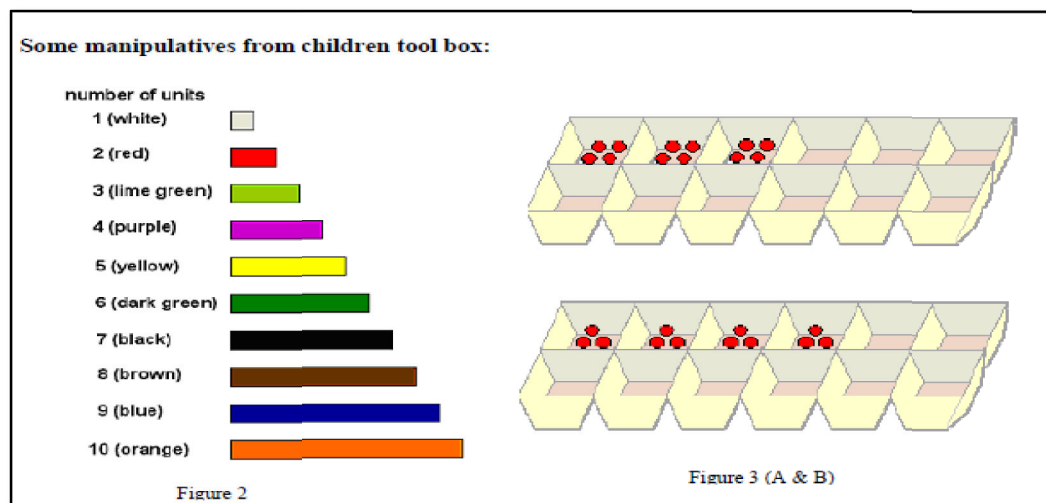 Some manipulatives from children tool box:
number of units
1 (white)
2 (red)
3 (lime green)
4 (purple)
5 (yellow)
6 (dark green)
7 (black)
8 (brown)
9 (blue)
10 (orange)
Figure 2
Figure 3 (A & B)